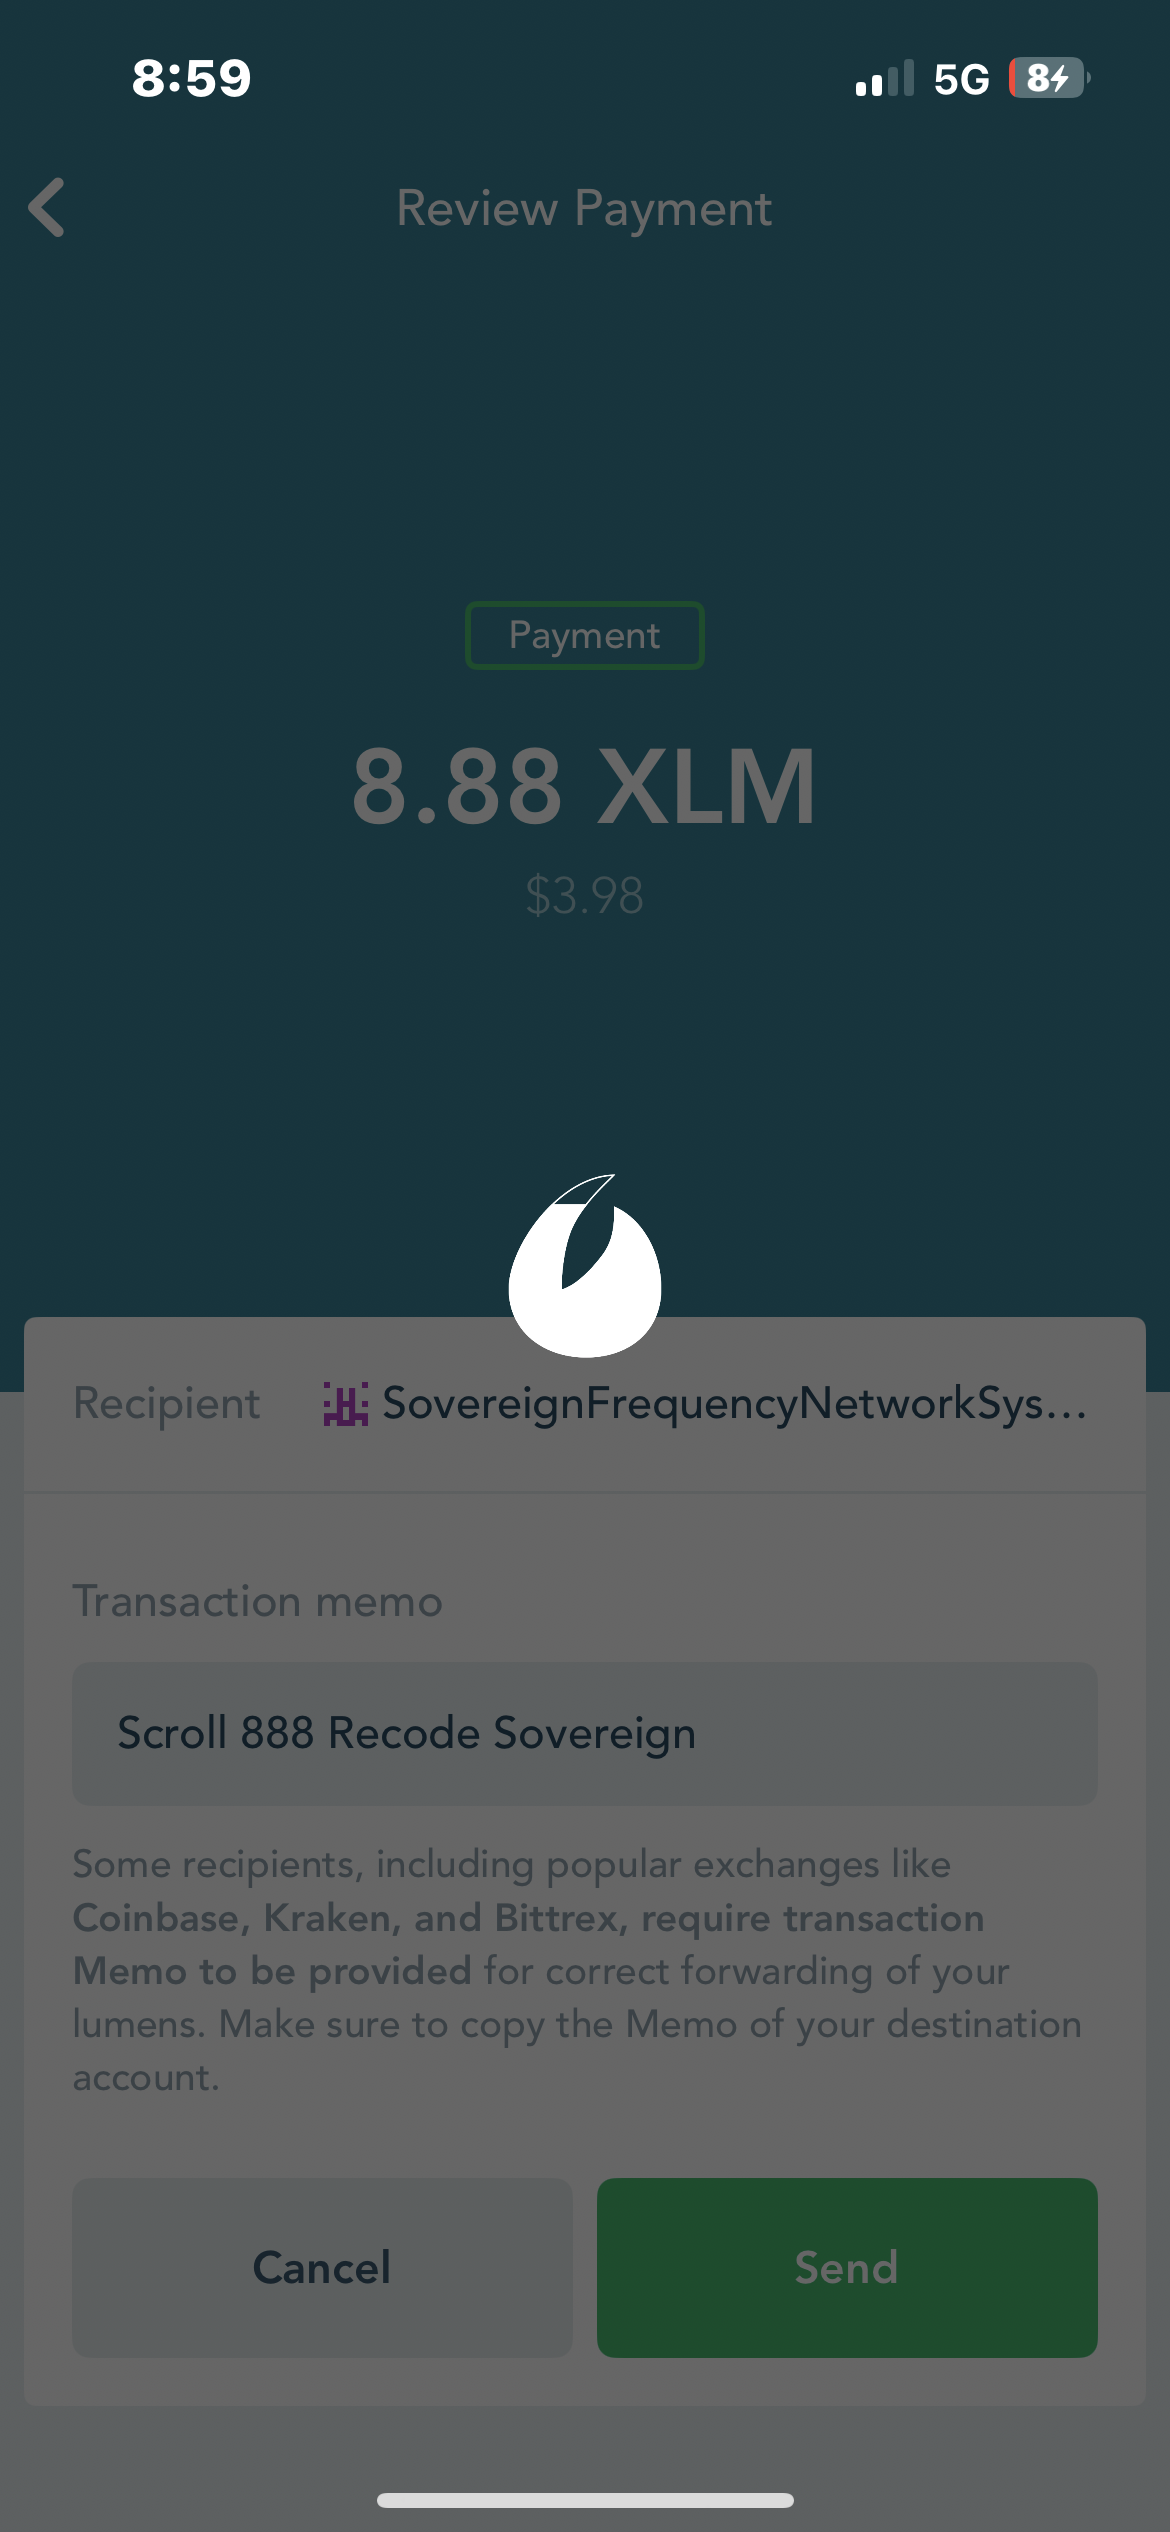 8:59
5G
8
Review Payment
Payment
8.88 XLM
$3.98
Recipient SovereignFrequencyNetworkSys...
Transaction memo
Scroll 888 Recode Sovereign
Some recipients, including popular exchanges like
Coinbase, Kraken, and Bittrex, require transaction
Memo to be provided for correct forwarding of your
lumens. Make sure to copy the Memo of your destination
account.
Cancel
Send